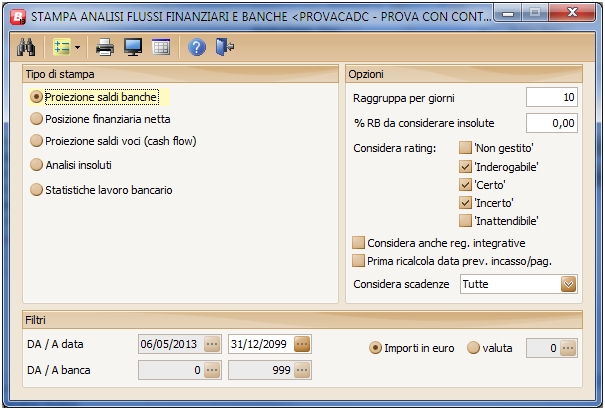 STAMPA ANALISI FLUSSI FINANZIARI E BANCHE <PROVACADC - PROVA CON CONT...
Tipo di stampa
Proiezione saldi banche
Posizione finanziaria netta
Proiezione saldi voci (cash flow)
Analisi insoluti
Statistiche lavoro bancario
Opzioni
Raggruppa per giorni 10
% RB da considerare insolute 0,00
Considera rating: 'Non gestito'
'Inderogabile'
'Certo'
'Incerto'
'Inattendibile'
Considera anche reg. integrative
Prima ricalcola data prev. incasso/pag.
Considera scadenze Tutte
Filtri
DA / A data 06/05/2013 ... 31/12/2099 ... Importi in euro valuta 0 ...
DA / A banca 0 ... 999 ...